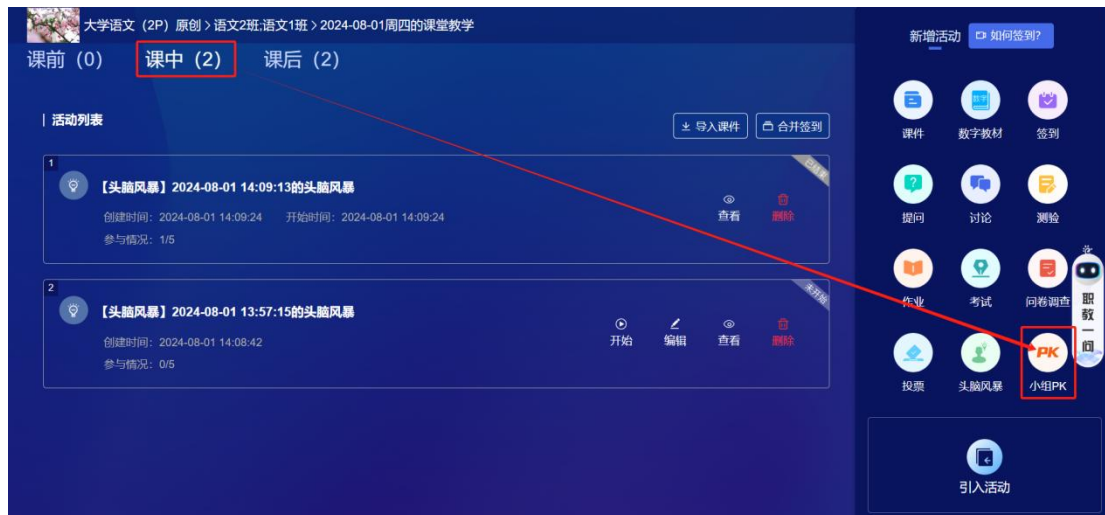 大学语文（2P）原创 > 语文2班;语文1班 > 2024-08-01周四的课堂教学
课前（0） 课中（2） 课后（2）
活动列表
导入课件 合并签到
1
已结束
【头脑风暴】2024-08-01 14:09:13的头脑风暴
创建时间：2024-08-01 14:09:24 开始时间：2024-08-01 14:09:24
参与情况：1/5
查看 删除
2
未开始
【头脑风暴】2024-08-01 13:57:15的头脑风暴
创建时间：2024-08-01 14:08:42
参与情况：0/5
开始 编辑 查看 删除
新增活动 如何签到?
数字
课件 数字教材 签到
提问 讨论 测验
作业 考试 问卷调查
PK
投票 头脑风暴 小组PK
引入活动
职教一问